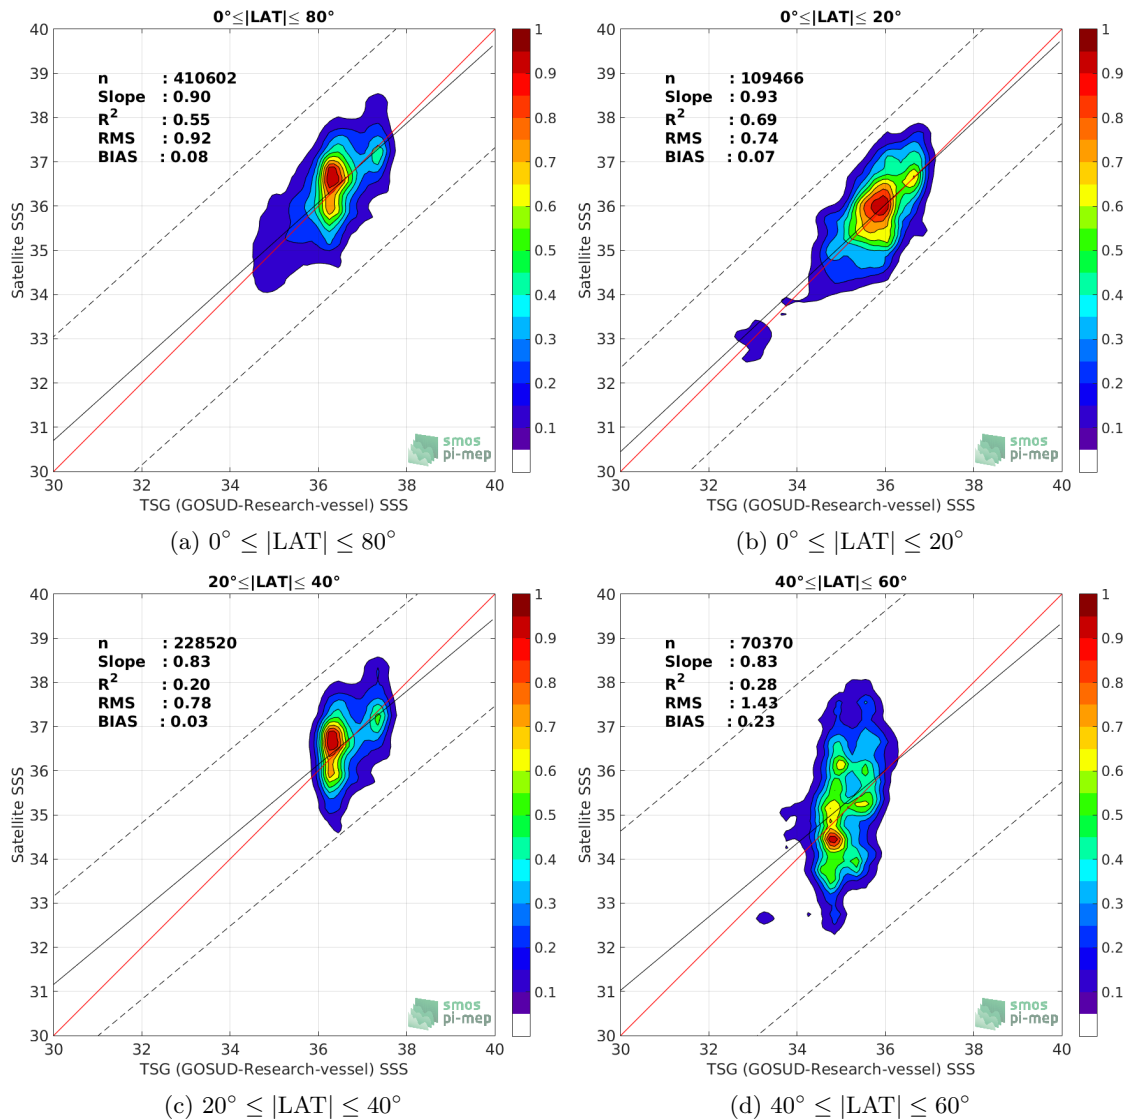 0°≤|LAT|≤ 80°
n : 410602
Slope : 0.90
R2 : 0.55
RMS : 0.92
BIAS : 0.08
Satellite SSS
40
39
38
37
36
35
34
33
32
31
30
30 32 34 36 38 40
TSG (GOSUD-Research-vessel) SSS
1
0.9
0.8
0.7
0.6
0.5
0.4
0.3
0.2
0.1
smos
pi-mep
(a) 0° ≤ |LAT| ≤ 80°
0°≤|LAT|≤ 20°
n : 109466
Slope : 0.93
R2 : 0.69
RMS : 0.74
BIAS : 0.07
Satellite SSS
40
39
38
37
36
35
34
33
32
31
30
30 32 34 36 38 40
TSG (GOSUD-Research-vessel) SSS
1
0.9
0.8
0.7
0.6
0.5
0.4
0.3
0.2
0.1
smos
pi-mep
(b) 0° ≤ |LAT| ≤ 20°
20°≤|LAT|≤ 40°
n : 228520
Slope : 0.83
R2 : 0.20
RMS : 0.78
BIAS : 0.03
Satellite SSS
40
39
38
37
36
35
34
33
32
31
30
30 32 34 36 38 40
TSG (GOSUD-Research-vessel) SSS
1
0.9
0.8
0.7
0.6
0.5
0.4
0.3
0.2
0.1
smos
pi-mep
(c) 20° ≤ |LAT| ≤ 40°
40°≤|LAT|≤ 60°
n : 70370
Slope : 0.83
R2 : 0.28
RMS : 1.43
BIAS : 0.23
Satellite SSS
40
39
38
37
36
35
34
33
32
31
30
30 32 34 36 38 40
TSG (GOSUD-Research-vessel) SSS
1
0.9
0.8
0.7
0.6
0.5
0.4
0.3
0.2
0.1
smos
pi-mep
(d) 40° ≤ |LAT| ≤ 60°